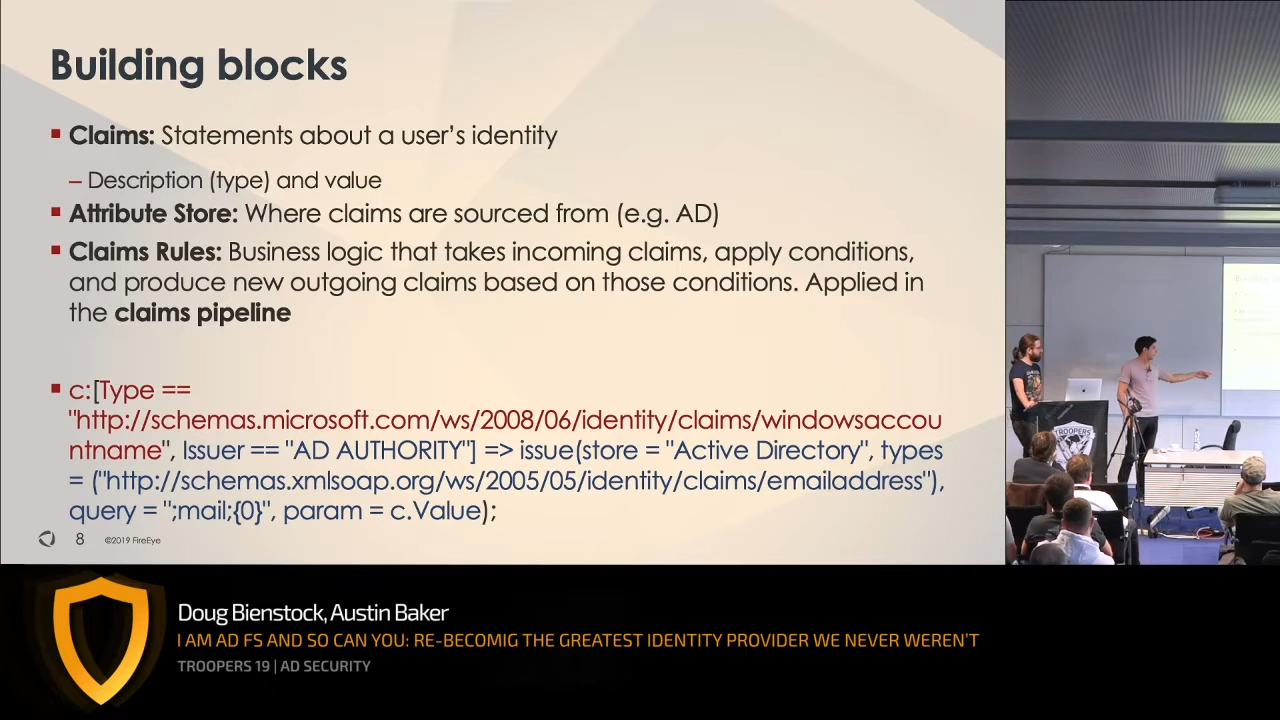 Building blocks
Claims: Statements about a user's identity
– Description (type) and value
Attribute Store: Where claims are sourced from (e.g. AD)
Claims Rules: Business logic that takes incoming claims, apply conditions,
and produce new outgoing claims based on those conditions. Applied in
the claims pipeline
c:[Type ==
"http://schemas.microsoft.com/ws/2008/06/identity/claims/windowsaccou
ntname", Issuer == "AD AUTHORITY"] => issue(store = "Active Directory", types
= ("http://schemas.xmlsoap.org/ws/2005/05/identity/claims/emailaddress"),
query = ";mail;{0}", param = c.Value);
8 ©2019 FireEye
TROOPERS
Doug Bienstock, Austin Baker
I AM AD FS AND SO CAN YOU: RE-BECOMIG THE GREATEST IDENTITY PROVIDER WE NEVER WEREN'T
TROOPERS 19 | AD SECURITY